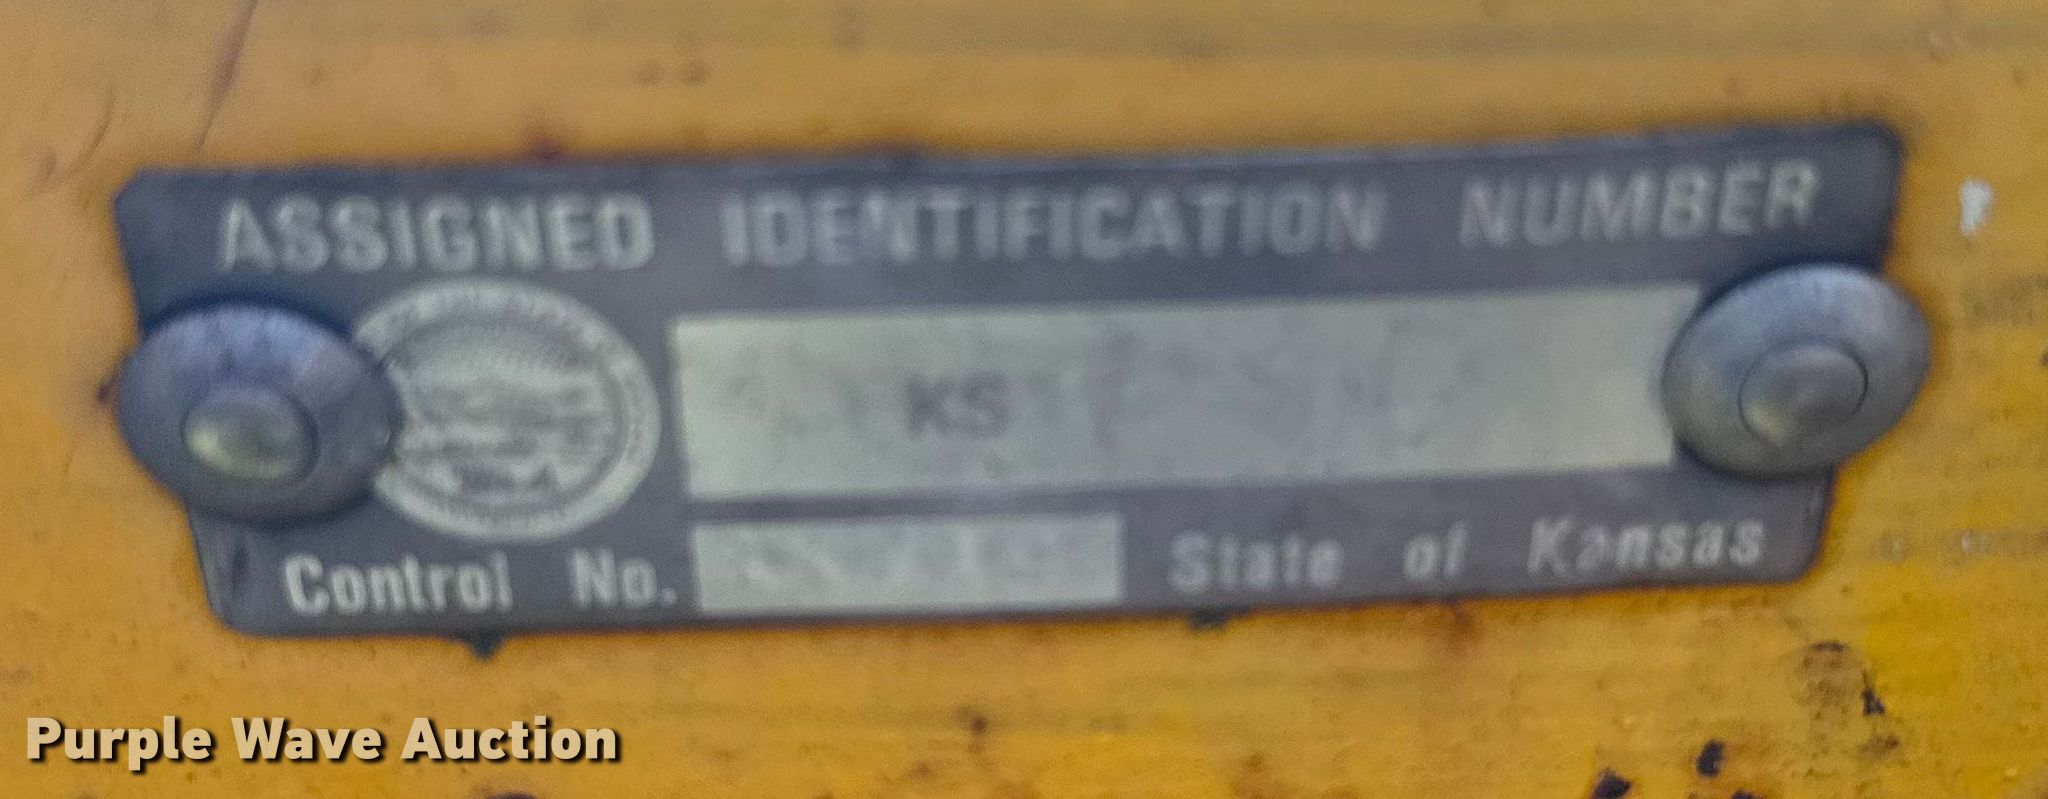 ASSIGNED IDENTIFICATION NUMBER
KS
Control No. State of Kansas
Purple Wave Auction